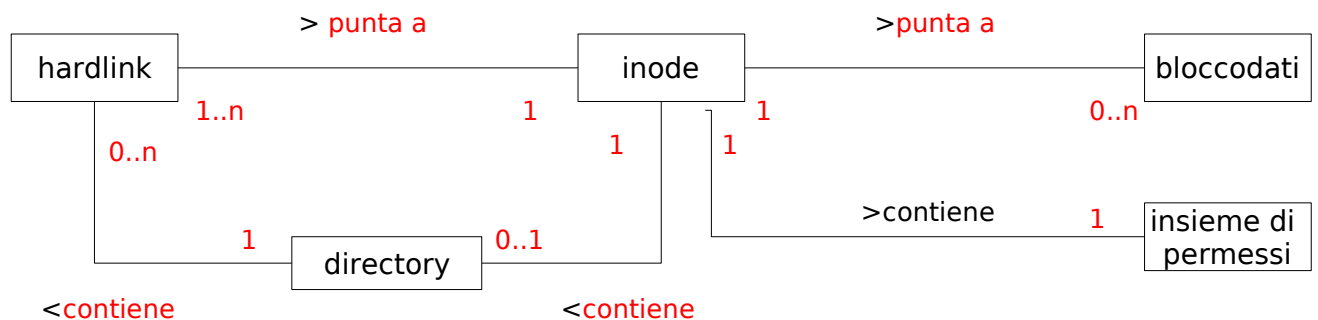 > punta a
>punta a
hardlink
inode
bloccodati
1..n
1
1
0..n
0..n
1
1
>contiene
1
insieme di
permessi
1
0..1
directory
<contiene
<contiene